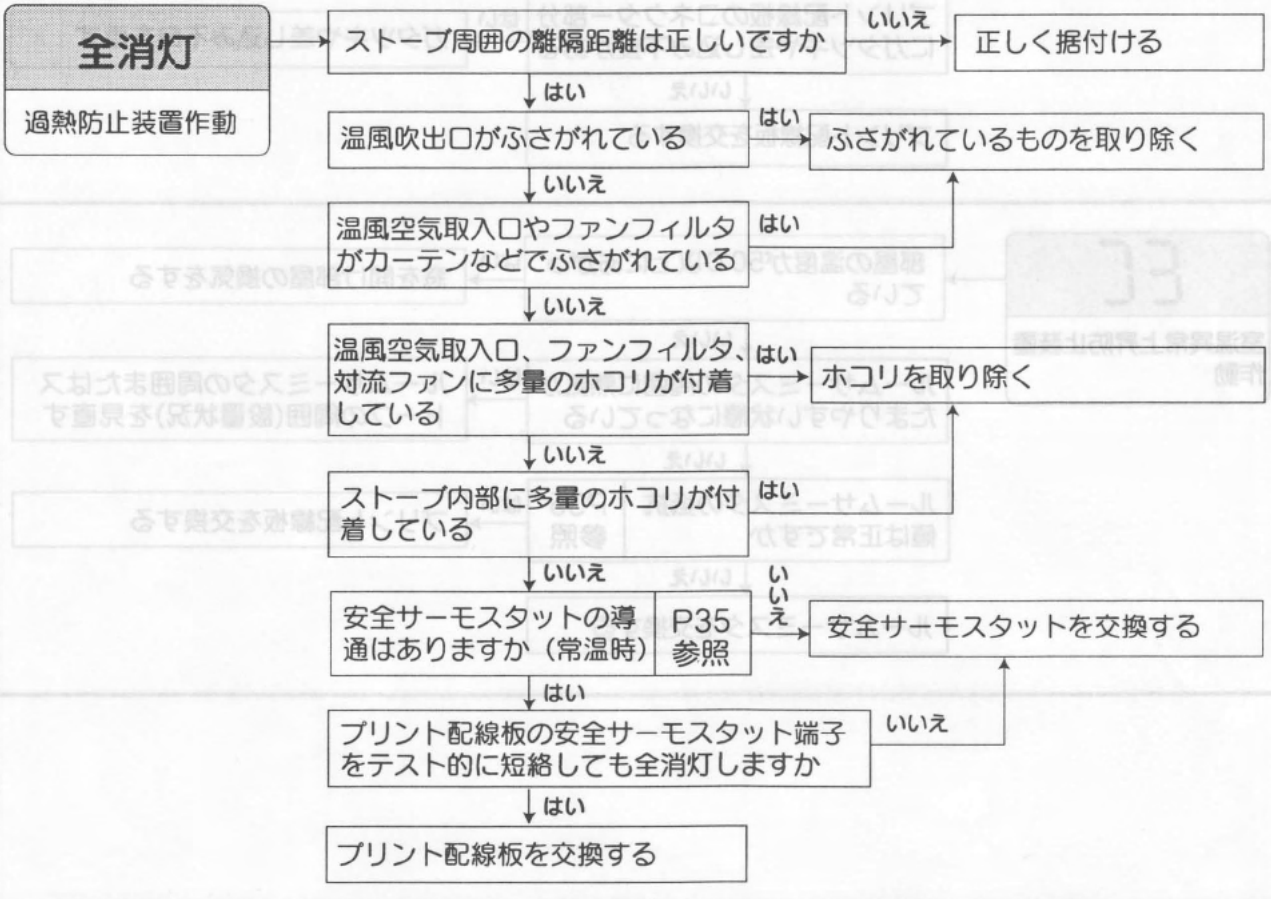 全消灯
過熱防止装置作動
ストーブ周囲の離隔距離は正しいですか
いいえ
正しく据付ける
はい
温風吹出口がふさがれている
はい
ふさがれているものを取り除く
いいえ
温風空気取入口やファンフィルタ
がカーテンなどでふさがれている
はい
いいえ
温風空気取入口、ファンフィルタ、
対流ファンに多量のホコリが付着
している
はい
ホコリを取り除く
いいえ
ストーブ内部に多量のホコリが付
着している
はい
いいえ
安全サーモスタットの導
通はありますか（常温時）
P35
参照
いいえ
安全サーモスタットを交換する
はい
プリント配線板の安全サーモスタット端子
をテスト的に短絡しても全消灯しますか
いいえ
はい
プリント配線板を交換する